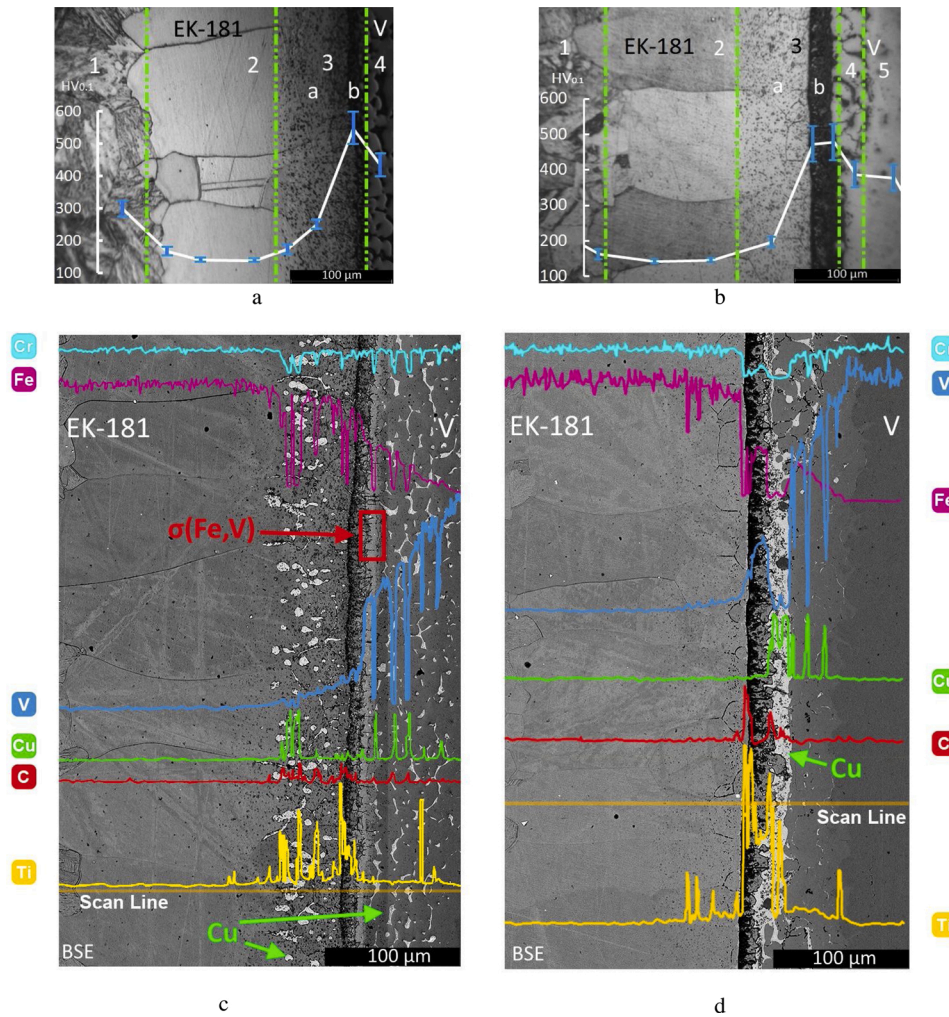 EK-181
V
1
2
3
4
a
b
HV0.1
600
500
400
300
200
100
100 µm
a
EK-181
V
1
2
3
4
5
a
b
HV0.1
600
500
400
300
200
100
100 µm
b
Cr
Fe
EK-181
V
σ(Fe,V)
V
Cu
C
Ti
Scan Line
Cu
BSE
100 µm
c
C
V
EK-181
V
Fe
Cu
C
Cu
Scan Line
Ti
BSE
100 µm
d